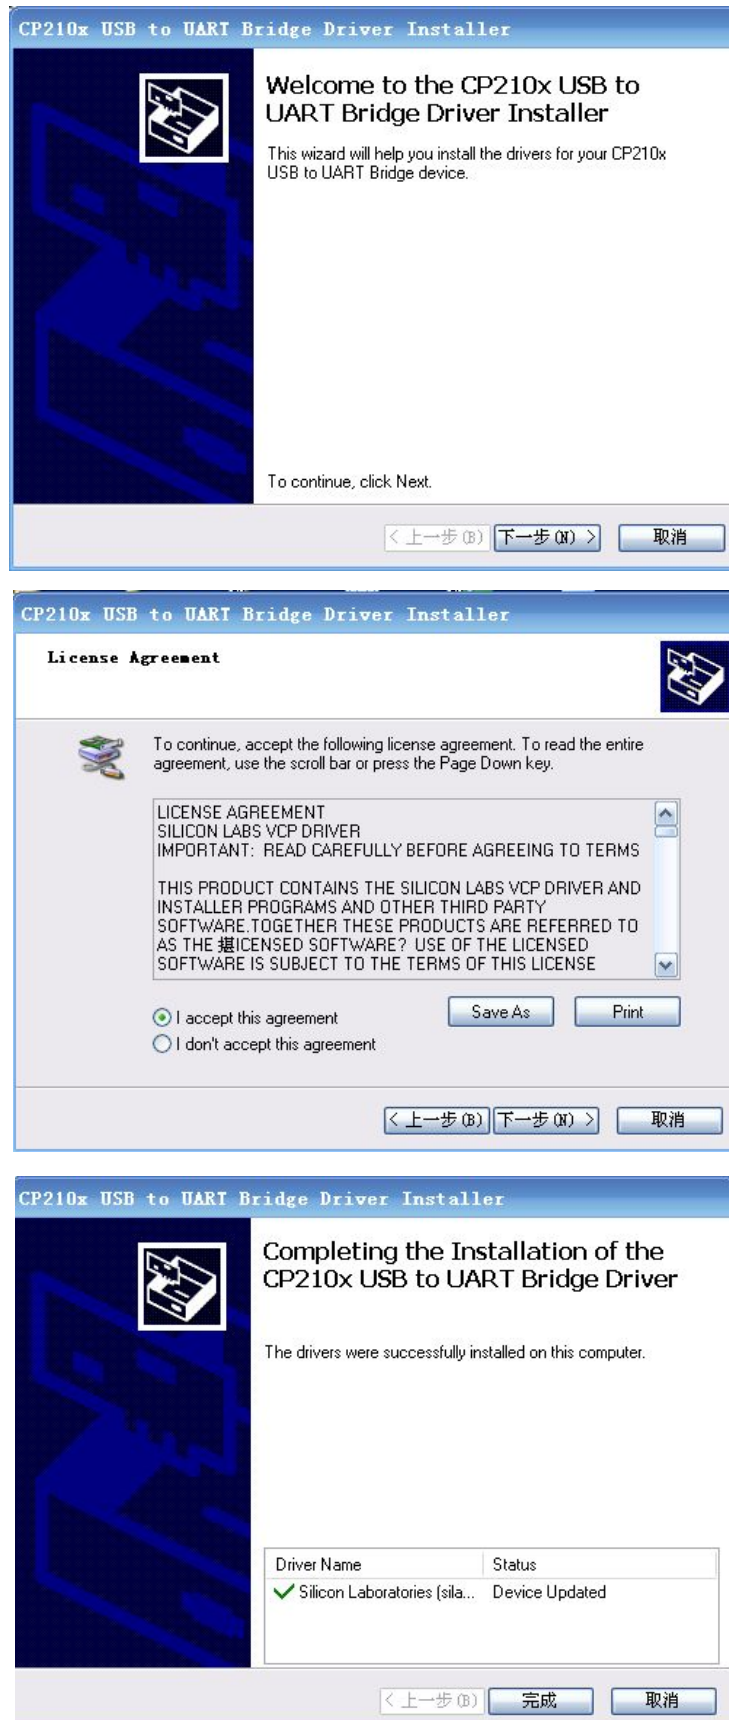 CP210x USB to UART Bridge Driver Installer
Welcome to the CP210x USB to
UART Bridge Driver Installer
This wizard will help you install the drivers for your CP210x
USB to UART Bridge device.
To continue, click Next.
< 上一步(B) 下一步(N) > 取消
CP210x USB to UART Bridge Driver Installer
License Agreement
To continue, accept the following license agreement. To read the entire
agreement, use the scroll bar or press the Page Down key.
LICENSE AGREEMENT
SILICON LABS VCP DRIVER
IMPORTANT: READ CAREFULLY BEFORE AGREEING TO TERMS
THIS PRODUCT CONTAINS THE SILICON LABS VCP DRIVER AND
INSTALLER PROGRAMS AND OTHER THIRD PARTY
SOFTWARE.TOGETHER THESE PRODUCTS ARE REFERRED TO
AS THE 揕ICENSED SOFTWARE? USE OF THE LICENSED
SOFTWARE IS SUBJECT TO THE TERMS OF THIS LICENSE
I accept this agreement Save As Print
I don't accept this agreement
< 上一步(B) 下一步(N) > 取消
CP210x USB to UART Bridge Driver Installer
Completing the Installation of the
CP210x USB to UART Bridge Driver
The drivers were successfully installed on this computer.
Driver Name Status
Silicon Laboratories (sila... Device Updated
< 上一步(B) 完成 取消